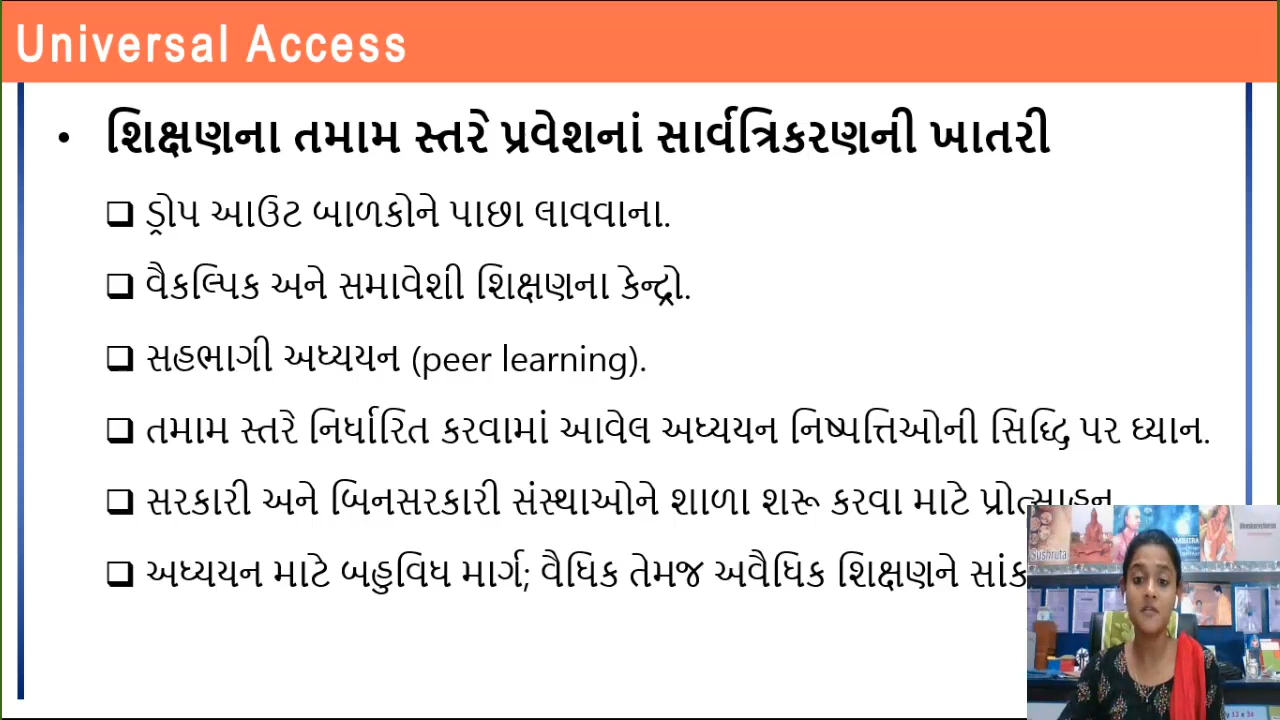 Universal Access
• શિક્ષણના તમામ સ્તરે પ્રવેશનાં સાર્વત્રિકરણની ખાતરી
❑ ડ્રોપ આઉટ બાળકોને પાછા લાવવાના.
❑ વૈકલ્પિક અને સમાવેશી શિક્ષણના કેન્દ્રો.
❑ સહભાગી અધ્યયન (peer learning).
❑ તમામ સ્તરે નિર્ધારિત કરવામાં આવેલ અધ્યયન નિષ્પત્તિઓની સિદ્ધિ પર ધ્યાન.
❑ સરકારી અને બિનસરકારી સંસ્થાઓને શાળા શરૂ કરવા માટે પ્રોત્સાહન
❑ અધ્યયન માટે બહુવિધ માર્ગ; વૈધિક તેમજ અવૈધિક શિક્ષણને
Sushruta